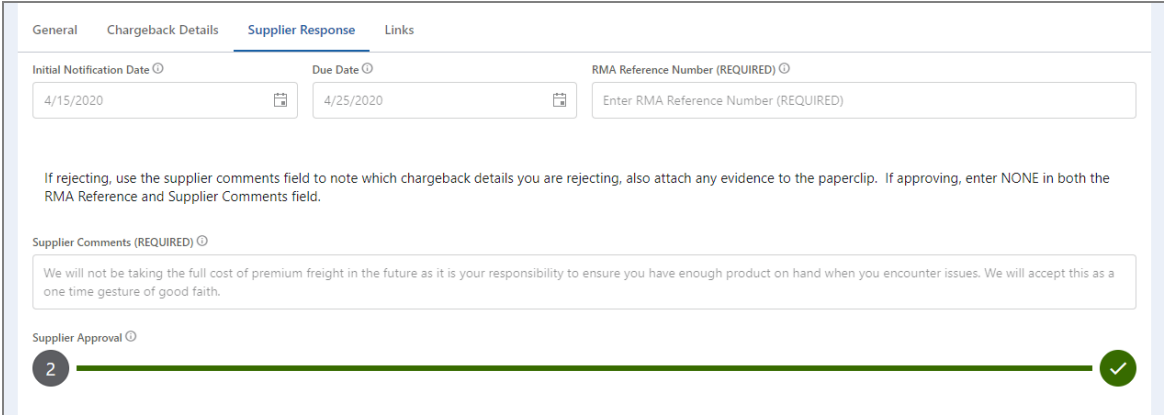 General Chargeback Details Supplier Response Links
Initial Notification Date Due Date RMA Reference Number (REQUIRED)
4/15/2020 4/25/2020 Enter RMA Reference Number (REQUIRED)
If rejecting, use the supplier comments field to note which chargeback details you are rejecting, also attach any evidence to the paperclip. If approving, enter NONE in both the
RMA Reference and Supplier Comments field.
Supplier Comments (REQUIRED)
We will not be taking the full cost of premium freight in the future as it is your responsibility to ensure you have enough product on hand when you encounter issues. We will accept this as a
one time gesture of good faith.
Supplier Approval
2